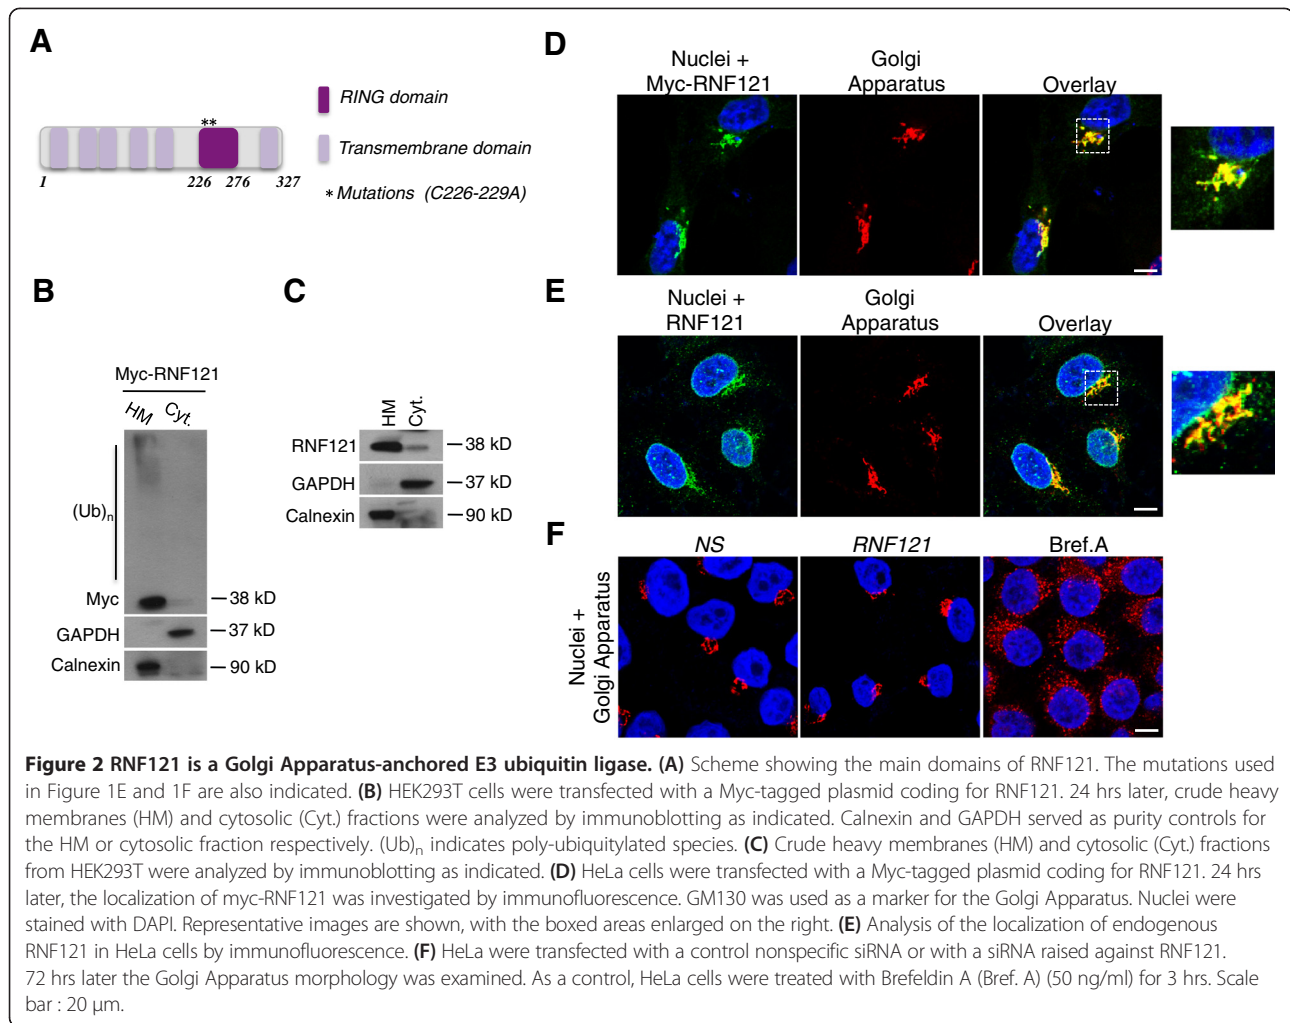 A
RING domain
Transmembrane domain
* Mutations (C226-229A)
**
1 226 276 327
B
Myc-RNF121
HM Cyt.
(Ub)n
Myc 38 kD
GAPDH 37 kD
Calnexin 90 kD
C
HM Cyt.
RNF121 38 kD
GAPDH 37 kD
Calnexin 90 kD
D
Nuclei +
Myc-RNF121
Golgi
Apparatus
Overlay
E
Nuclei +
RNF121
Golgi
Apparatus
Overlay
F
NS RNF121 Bref.A
Nuclei +
Golgi Apparatus
Figure 2 RNF121 is a Golgi Apparatus-anchored E3 ubiquitin ligase. (A) Scheme showing the main domains of RNF121. The mutations used
in Figure 1E and 1F are also indicated. (B) HEK293T cells were transfected with a Myc-tagged plasmid coding for RNF121. 24 hrs later, crude heavy
membranes (HM) and cytosolic (Cyt.) fractions were analyzed by immunoblotting as indicated. Calnexin and GAPDH served as purity controls for
the HM or cytosolic fraction respectively. (Ub)n indicates poly-ubiquitylated species. (C) Crude heavy membranes (HM) and cytosolic (Cyt.) fractions
from HEK293T were analyzed by immunoblotting as indicated. (D) HeLa cells were transfected with a Myc-tagged plasmid coding for RNF121. 24 hrs
later, the localization of myc-RNF121 was investigated by immunofluorescence. GM130 was used as a marker for the Golgi Apparatus. Nuclei were
stained with DAPI. Representative images are shown, with the boxed areas enlarged on the right. (E) Analysis of the localization of endogenous
RNF121 in HeLa cells by immunofluorescence. (F) HeLa were transfected with a control nonspecific siRNA or with a siRNA raised against RNF121.
72 hrs later the Golgi Apparatus morphology was examined. As a control, HeLa cells were treated with Brefeldin A (Bref. A) (50 ng/ml) for 3 hrs. Scale
bar : 20 µm.